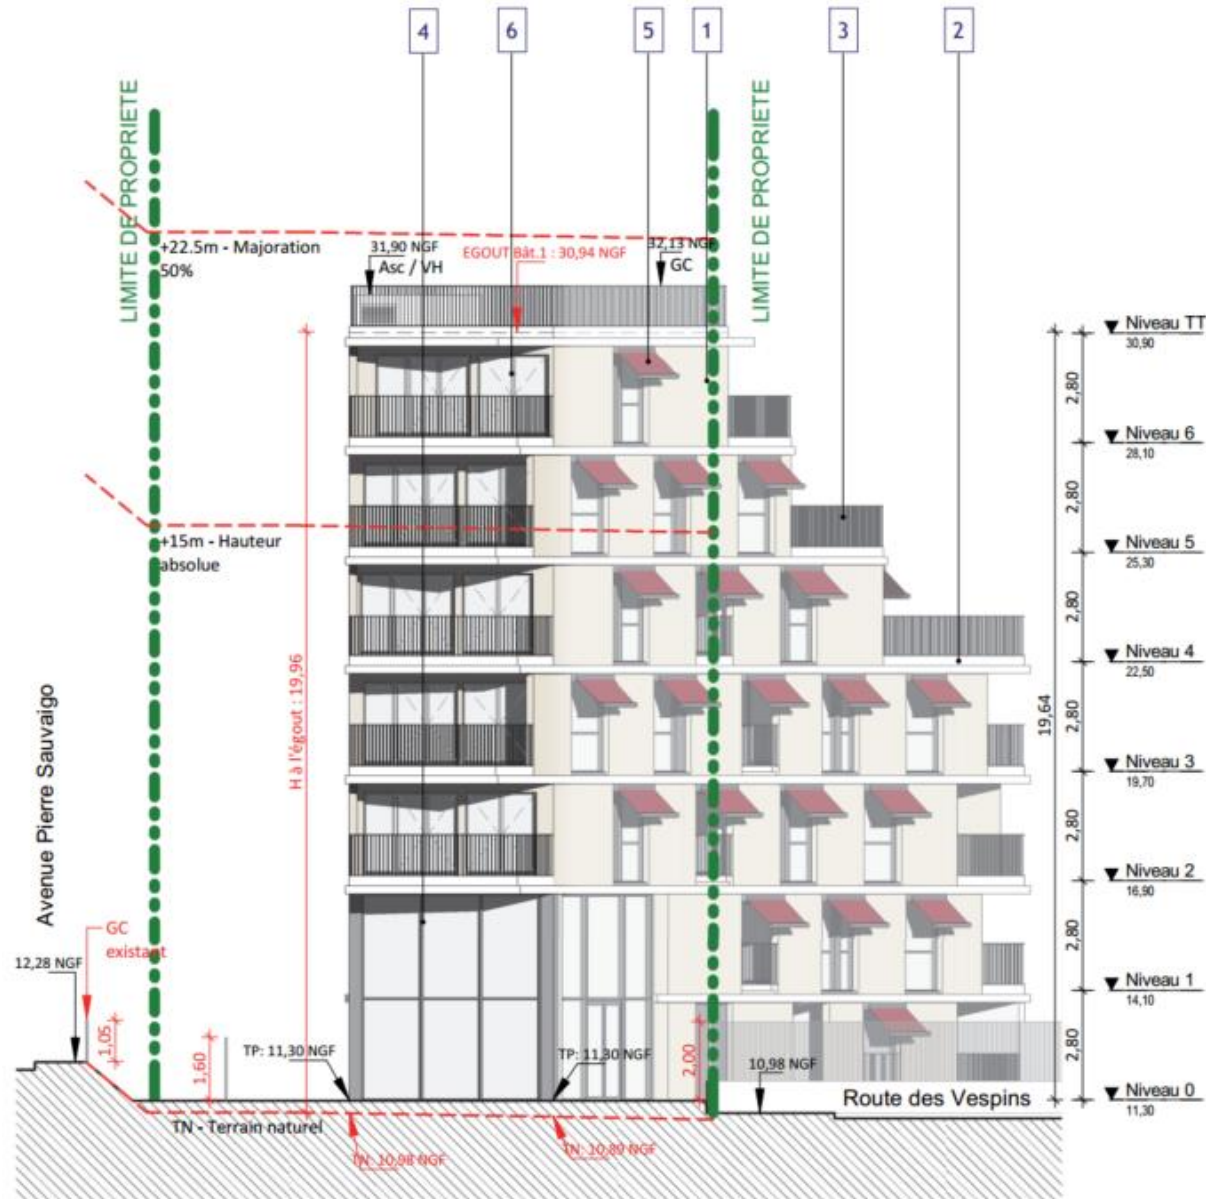 4
6
5
1
3
2
LIMITE DE PROPRIETE
LIMITE DE PROPRIETE
+22.5m - Majoration
50%
31,90 NGF
Asc / VH
EGOUT Bât.1 : 30,94 NGF
32,13 NGF
GC
Niveau TT
30,90
2,80
Niveau 6
28,10
2,80
+15m - Hauteur
absolue
Niveau 5
25,30
2,80
Niveau 4
22,50
H à l'égout : 19,96
19,64
2,80
Niveau 3
19,70
Avenue Pierre Sauvaigo
2,80
Niveau 2
16,90
2,80
GC
existant
12,28 NGF
Niveau 1
14,10
1,05
1,60
TP: 11,30 NGF
TP: 11,30 NGF
2,00
10,98 NGF
2,80
Route des Vespins
Niveau 0
11,30
TN - Terrain naturel
TN: 10,98 NGF
TN: 10,89 NGF